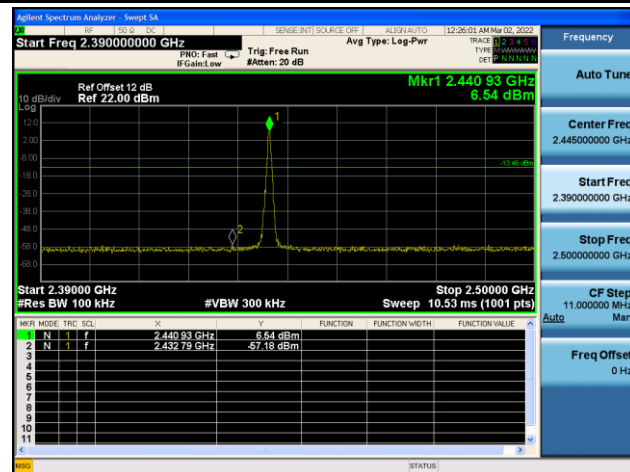 Agilent Spectrum Analyzer - Swept SA
RF 50 Ω DC SENSE:INT SOURCE OFF ALIGN AUTO 12:26:01 AM Mar 02, 2022
Start Freq 2.390000000 GHz
PNO: Fast
IFGain:Low
Trig: Free Run
#Atten: 20 dB
Avg Type: Log-Pwr
TRACE 1 2 3 4 5 6
TYPE M
DET P N N N N N
Mkr1 2.440 93 GHz
6.54 dBm
Ref Offset 12 dB
Ref 22.00 dBm
10 dB/div
Log
12.0
2.00
-8.00
-18.0
-28.0
-38.0
-48.0
-58.0
-68.0
1
2
-13.46 dBm
Start 2.39000 GHz
Stop 2.50000 GHz
#Res BW 100 kHz
#VBW 300 kHz
Sweep 10.53 ms (1001 pts)
MKR MODE TRC SCL X Y FUNCTION FUNCTION WIDTH FUNCTION VALUE
1 N 1 f 2.440 93 GHz 6.54 dBm
2 N 1 f 2.432 79 GHz -57.18 dBm
3
4
5
6
7
8
9
10
11
MSG
STATUS
Frequency
Auto Tune
Center Freq
2.445000000 GHz
Start Freq
2.390000000 GHz
Stop Freq
2.500000000 GHz
CF Step
11.000000 MHz
Auto Man
Freq Offset
0 Hz